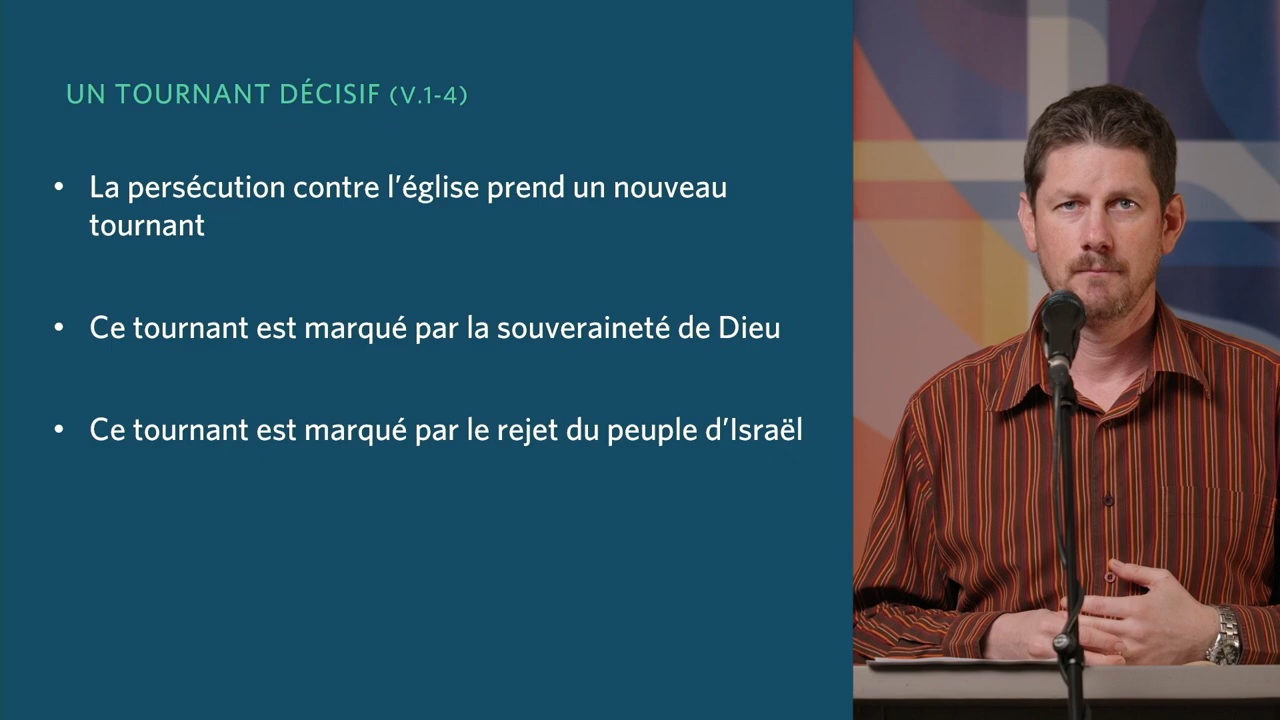 UN TOURNANT DÉCISIF (V.1-4)
• La persécution contre l’église prend un nouveau
tournant
• Ce tournant est marqué par la souveraineté de Dieu
• Ce tournant est marqué par le rejet du peuple d’Israël